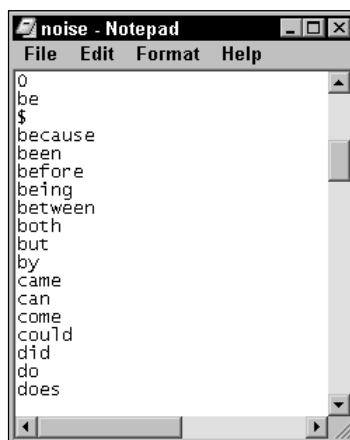 noise - Notepad
File Edit Format Help
0
be
$
because
been
before
being
between
both
but
by
came
can
come
could
did
do
does